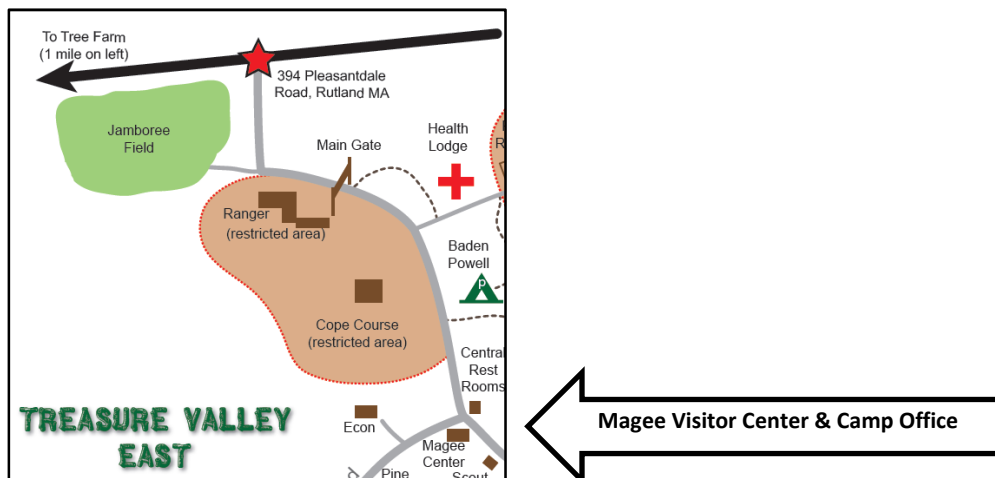 To Tree Farm
(1 mile on left)
394 Pleasantdale
Road, Rutland MA
Jamboree
Field
Main Gate
Health
Lodge
R
Ranger
(restricted area)
Baden
Powell
P
Cope Course
(restricted area)
Central
Rest
Rooms
TREASURE VALLEY
EAST
Econ
Magee
Center
Pine
Scout
Magee Visitor Center & Camp Office